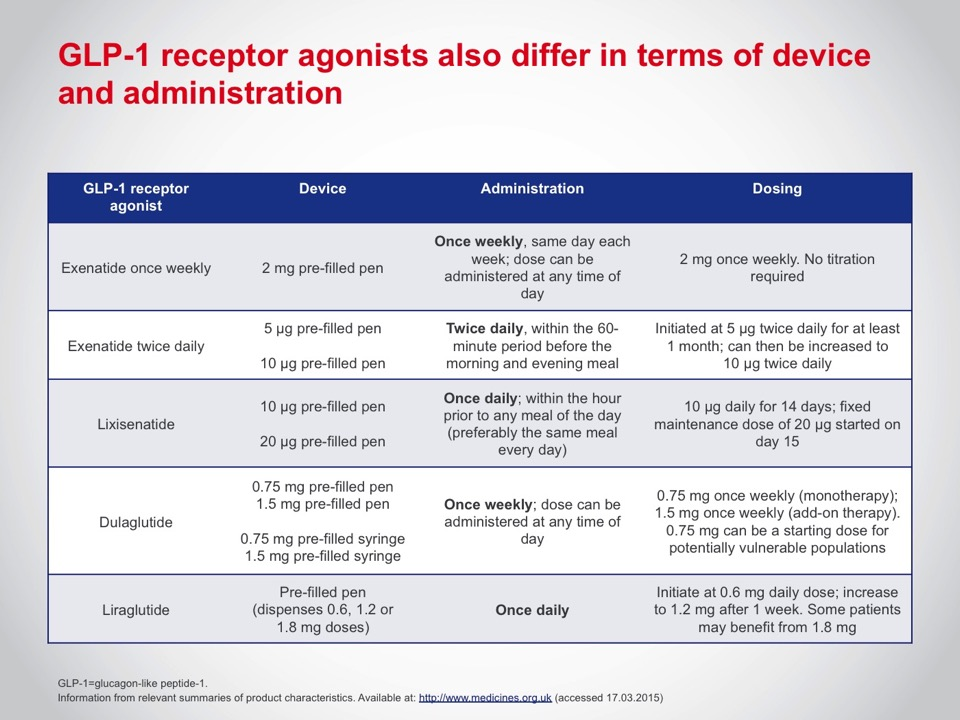 GLP-1 receptor agonists also differ in terms of device
and administration
GLP-1 receptor
agonist
Device
Administration
Dosing
Exenatide once weekly
2 mg pre-filled pen
Once weekly, same day each
week; dose can be
administered at any time of
day
2 mg once weekly. No titration
required
Exenatide twice daily
5 µg pre-filled pen
10 µg pre-filled pen
Twice daily, within the 60-
minute period before the
morning and evening meal
Initiated at 5 µg twice daily for at least
1 month; can then be increased to
10 µg twice daily
Lixisenatide
10 µg pre-filled pen
20 µg pre-filled pen
Once daily; within the hour
prior to any meal of the day
(preferably the same meal
every day)
10 µg daily for 14 days; fixed
maintenance dose of 20 µg started on
day 15
Dulaglutide
0.75 mg pre-filled pen
1.5 mg pre-filled pen
0.75 mg pre-filled syringe
1.5 mg pre-filled syringe
Once weekly; dose can be
administered at any time of
day
0.75 mg once weekly (monotherapy);
1.5 mg once weekly (add-on therapy).
0.75 mg can be a starting dose for
potentially vulnerable populations
Liraglutide
Pre-filled pen
(dispenses 0.6, 1.2 or
1.8 mg doses)
Once daily
Initiate at 0.6 mg daily dose; increase
to 1.2 mg after 1 week. Some patients
may benefit from 1.8 mg
GLP-1=glucagon-like peptide-1.
Information from relevant summaries of product characteristics. Available at: http://www.medicines.org.uk (accessed 17.03.2015)